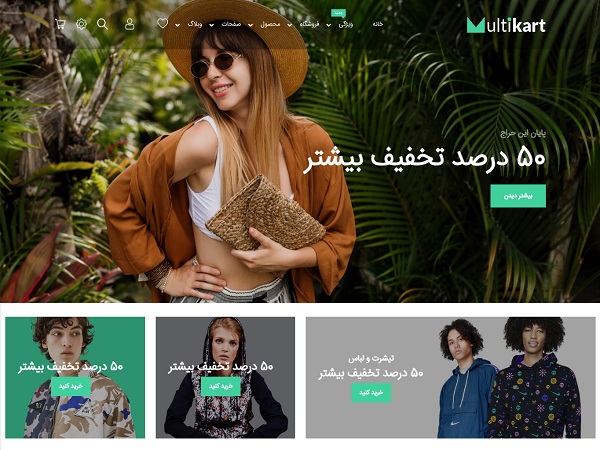 Multikart
خانه
ویژگی
جدید
فروشگاه
محصول
صفحات
وبلاگ
پایان این حراج
۵۰ درصد تخفیف بیشتر
بیشتر دیدن
تیشرت و لباس
۵۰ درصد تخفیف بیشتر
خرید کنید
۵۰ درصد تخفیف بیشتر
خرید کنید
۵۰ درصد تخفیف بیشتر
خرید کنید